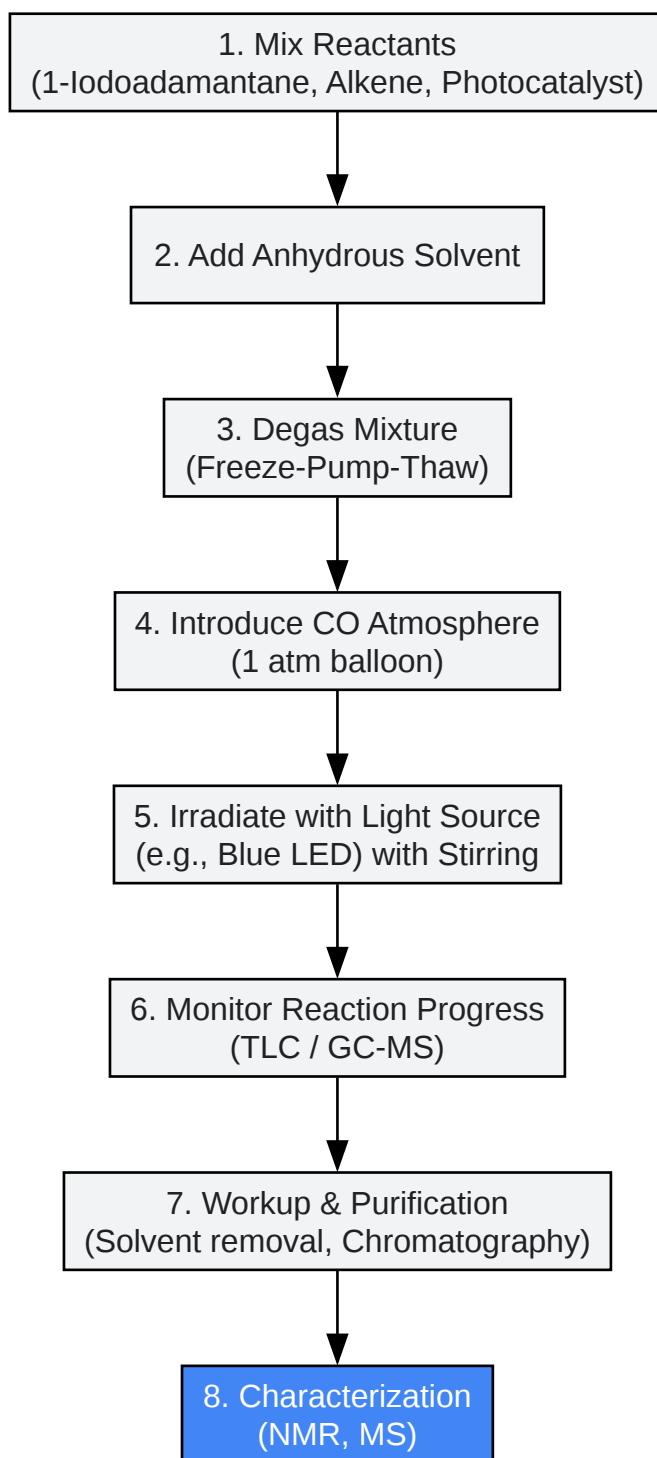 1. Mix Reactants
(1-Iodoadamantane, Alkene, Photocatalyst)
2. Add Anhydrous Solvent
3. Degas Mixture
(Freeze-Pump-Thaw)
4. Introduce CO Atmosphere
(1 atm balloon)
5. Irradiate with Light Source
(e.g., Blue LED) with Stirring
6. Monitor Reaction Progress
(TLC / GC-MS)
7. Workup & Purification
(Solvent removal, Chromatography)
8. Characterization
(NMR, MS)